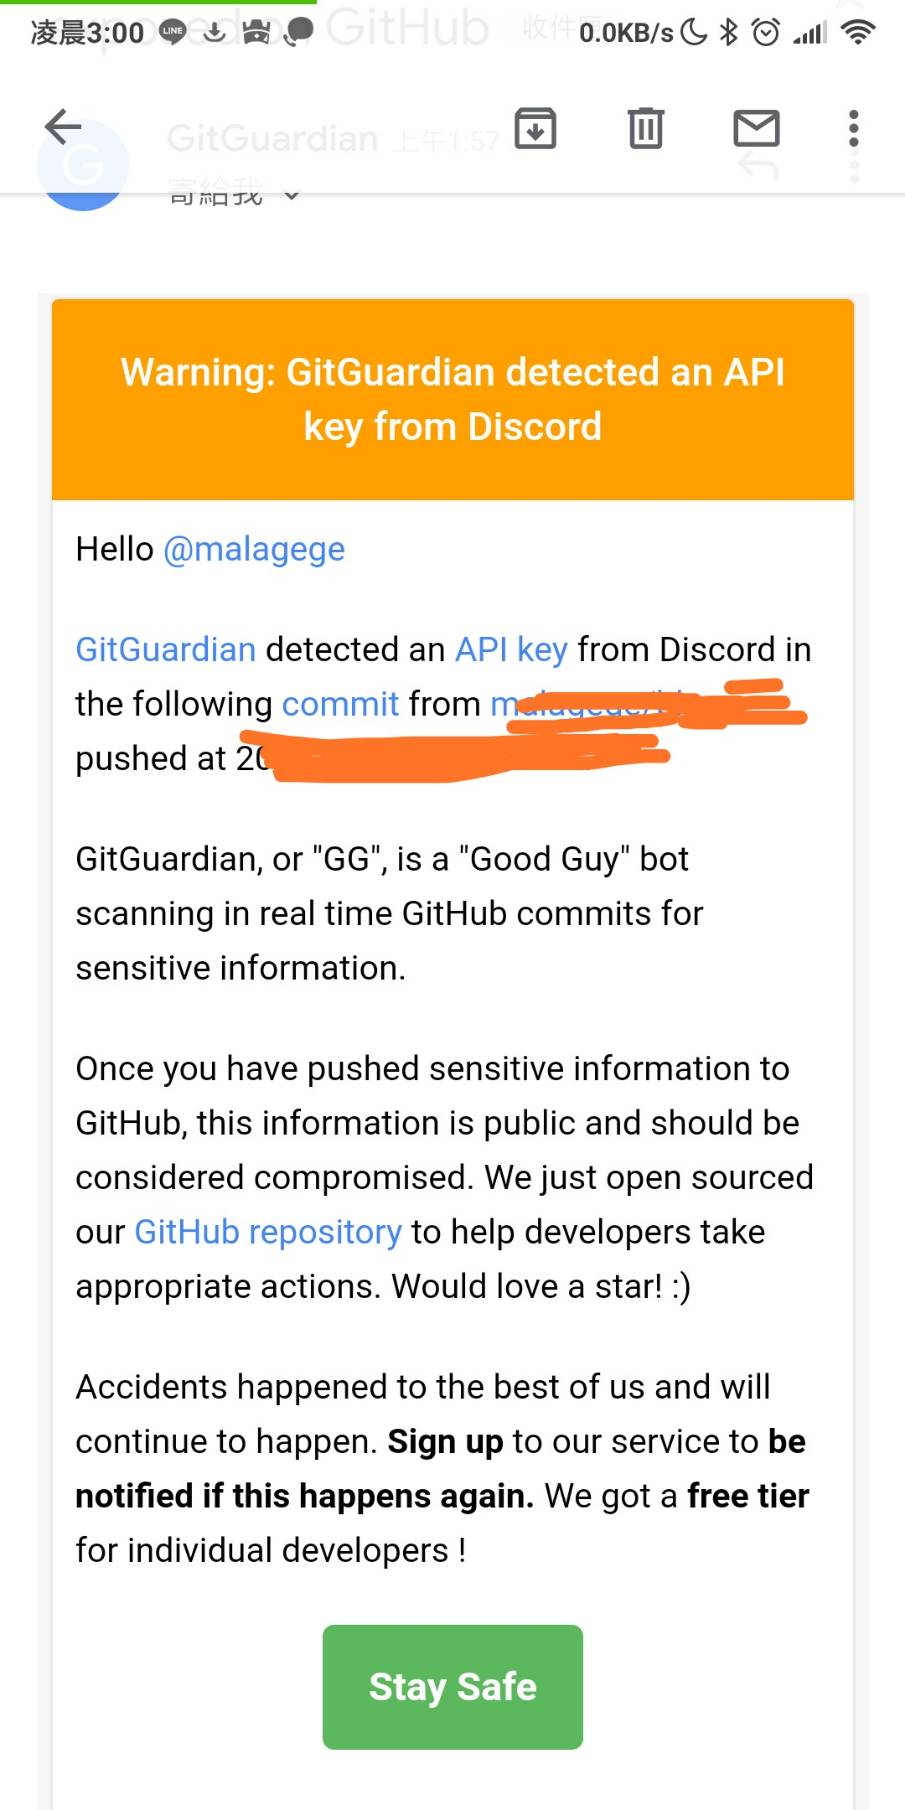 凌晨3:00 LINE 0.0KB/s
GitHub 收件
GitGuardian 上午1:57
G
寄給我
Warning: GitGuardian detected an API
key from Discord
Hello @malagege
GitGuardian detected an API key from Discord in
the following commit from
pushed at 20
GitGuardian, or "GG", is a "Good Guy" bot
scanning in real time GitHub commits for
sensitive information.
Once you have pushed sensitive information to
GitHub, this information is public and should be
considered compromised. We just open sourced
our GitHub repository to help developers take
appropriate actions. Would love a star! :)
Accidents happened to the best of us and will
continue to happen. Sign up to our service to be
notified if this happens again. We got a free tier
for individual developers !
Stay Safe